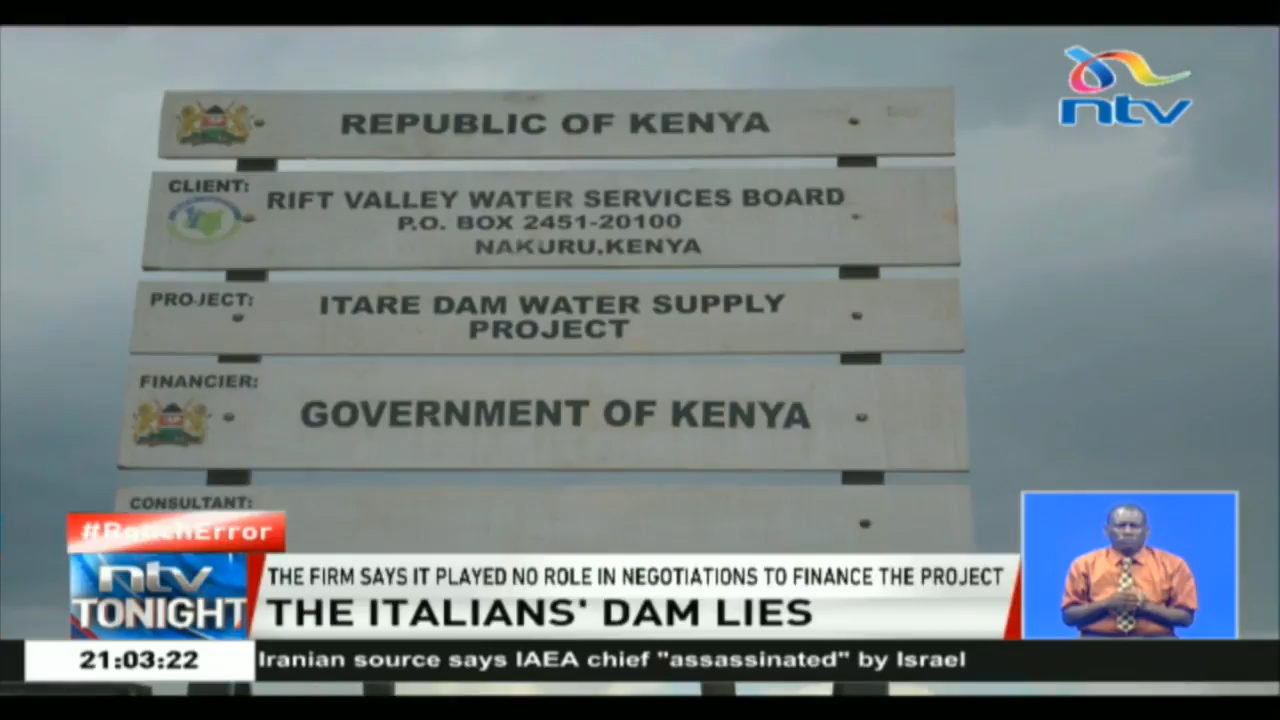 ntv
REPUBLIC OF KENYA
CLIENT:
RIFT VALLEY WATER SERVICES BOARD
P.O. BOX 2451-20100
NAKURU,KENYA
PROJECT:
ITARE DAM WATER SUPPLY
PROJECT
FINANCIER:
GOVERNMENT OF KENYA
CONSULTANT:
ntv
TONIGHT
THE FIRM SAYS IT PLAYED NO ROLE IN NEGOTIATIONS TO FINANCE THE PROJECT
THE ITALIANS' DAM LIES
21:03:22
Iranian source says IAEA chief "assassinated" by Israel